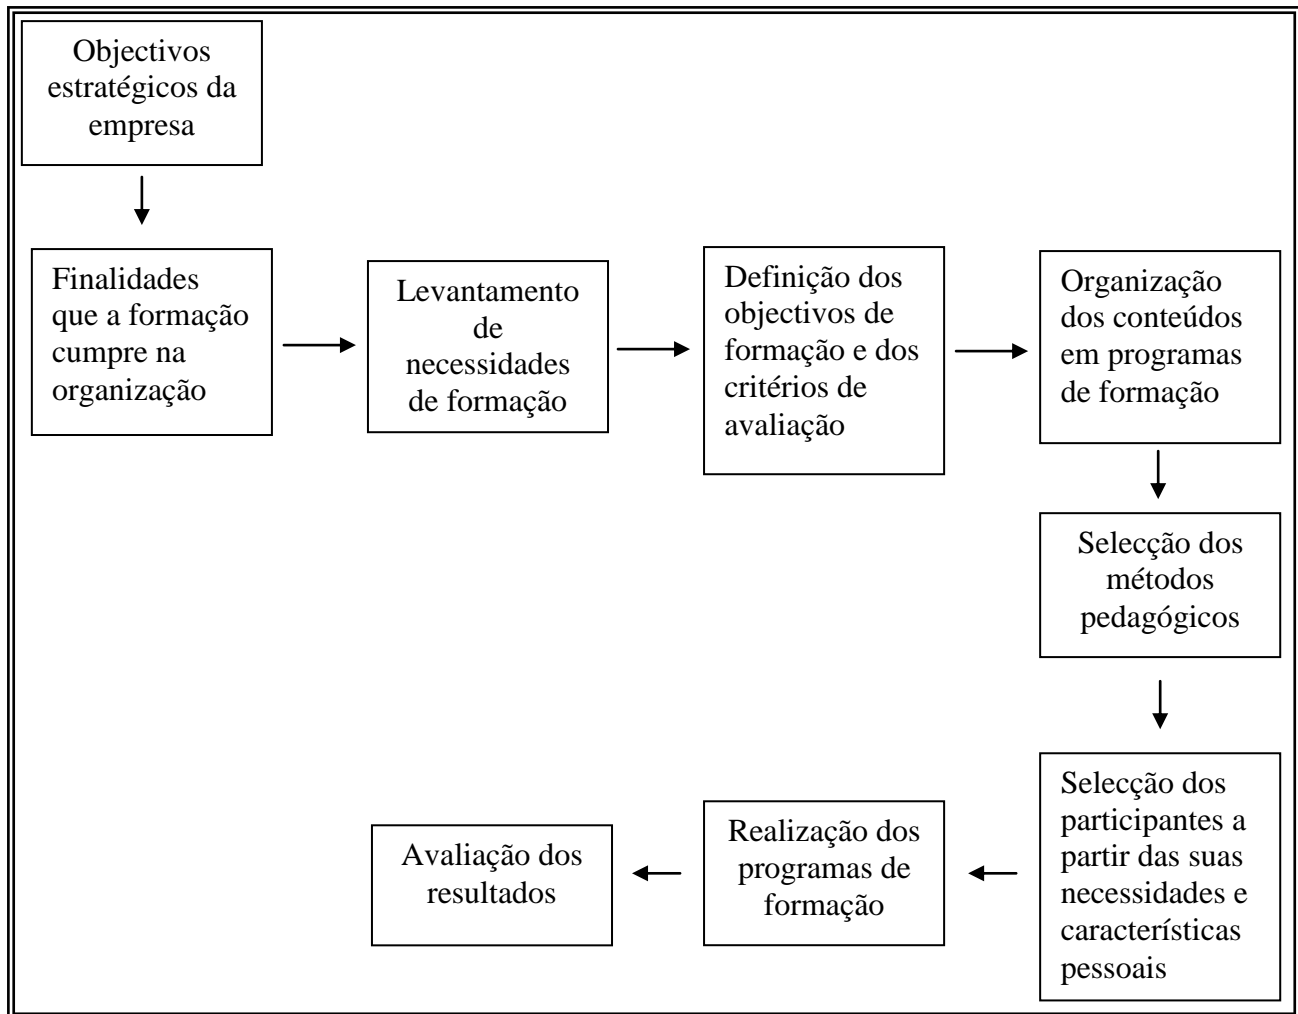 Objectivos
estratégicos da
empresa
Finalidades
que a formação
cumpre na
organização
Levantamento
de
necessidades
de formação
Definição dos
objectivos de
formação e dos
critérios de
avaliação
Organização
dos conteúdos
em programas
de formação
Selecção dos
métodos
pedagógicos
Selecção dos
participantes a
partir das suas
necessidades e
características
pessoais
Realização dos
programas de
formação
Avaliação dos
resultados